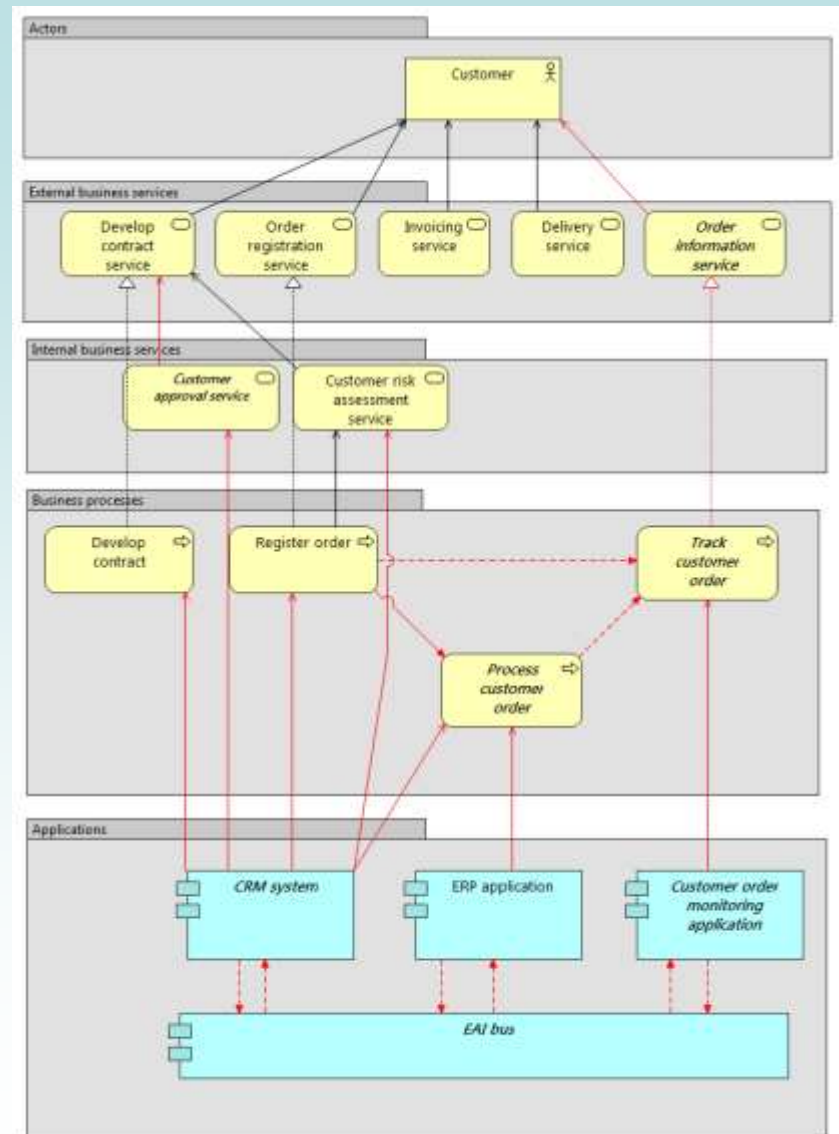 Actors
Customer
External business services
Develop
contract
service
Order
registration
service
Invoicing
service
Delivery
service
Order
information
service
Internal business services
Customer
approval service
Customer risk
assessment
service
Business processes
Develop
contract
Register order
Track
customer
order
Process
customer
order
Applications
CRM system
ERP application
Customer order
monitoring
application
EAI bus